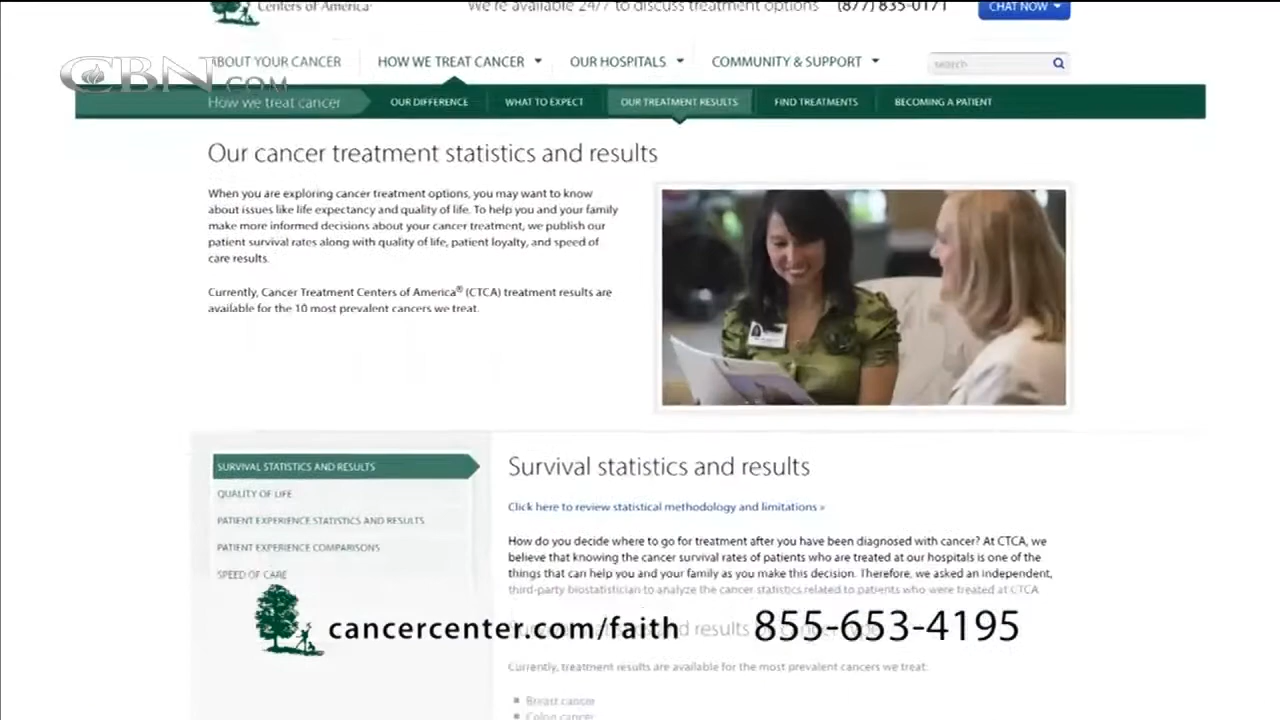 Centers of America
We're available 24/7 to discuss treatment options (877) 835-0171 CHAT NOW
CBN.COM
ABOUT YOUR CANCER HOW WE TREAT CANCER OUR HOSPITALS COMMUNITY & SUPPORT search
How we treat cancer OUR DIFFERENCE WHAT TO EXPECT OUR TREATMENT RESULTS FIND TREATMENTS BECOMING A PATIENT
Our cancer treatment statistics and results
When you are exploring cancer treatment options, you may want to know
about issues like life expectancy and quality of life. To help you and your family
make more informed decisions about your cancer treatment, we publish our
patient survival rates along with quality of life, patient loyalty, and speed of
care results.
Currently, Cancer Treatment Centers of America® (CTCA) treatment results are
available for the 10 most prevalent cancers we treat.
SURVIVAL STATISTICS AND RESULTS
QUALITY OF LIFE
PATIENT EXPERIENCE STATISTICS AND RESULTS
PATIENT EXPERIENCE COMPARISONS
SPEED OF CARE
Survival statistics and results
Click here to review statistical methodology and limitations »
How do you decide where to go for treatment after you have been diagnosed with cancer? At CTCA, we
believe that knowing the cancer survival rates of patients who are treated at our hospitals is one of the
things that can help you and your family as you make this decision. Therefore, we asked an independent,
third-party biostatistician to analyze the cancer statistics related to patients who were treated at CTCA
and results
cancercenter.com/faith 855-653-4195
Currently, treatment results are available for the most prevalent cancers we treat:
Breast cancer
Colon cancer